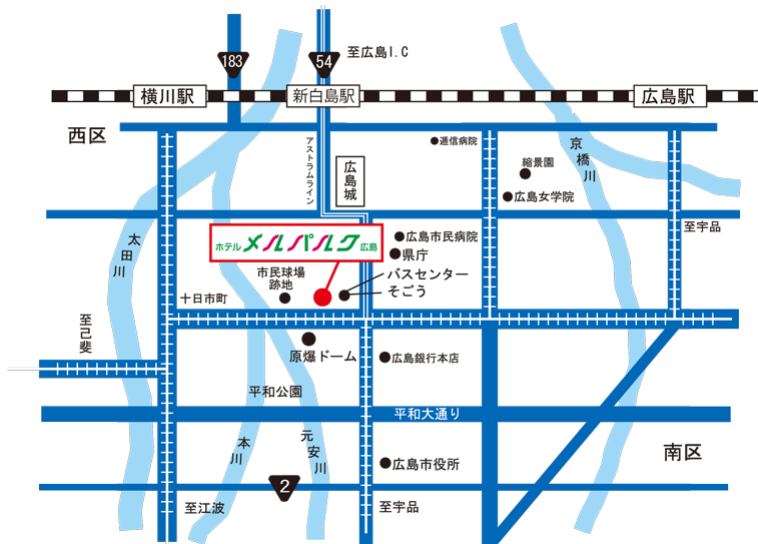 183
54
至広島I.C
横川駅
新白島駅
広島駅
西区
アストラムライン
広島城
逓信病院
縮景園
京橋川
広島女学院
至宇品
太田川
ホテル メルパルク 広島
広島市民病院
県庁
バスセンター
そごう
市民球場
跡地
十日市町
至己斐
原爆ドーム
広島銀行本店
平和公園
平和大通り
本川
元安川
広島市役所
南区
2
至江波
至宇品